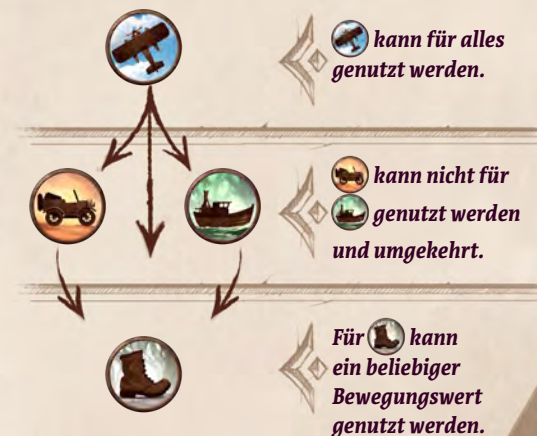 kann für alles
genutzt werden.
kann nicht für
genutzt werden
und umgekehrt.
Für kann
ein beliebiger
Bewegungswert
genutzt werden.